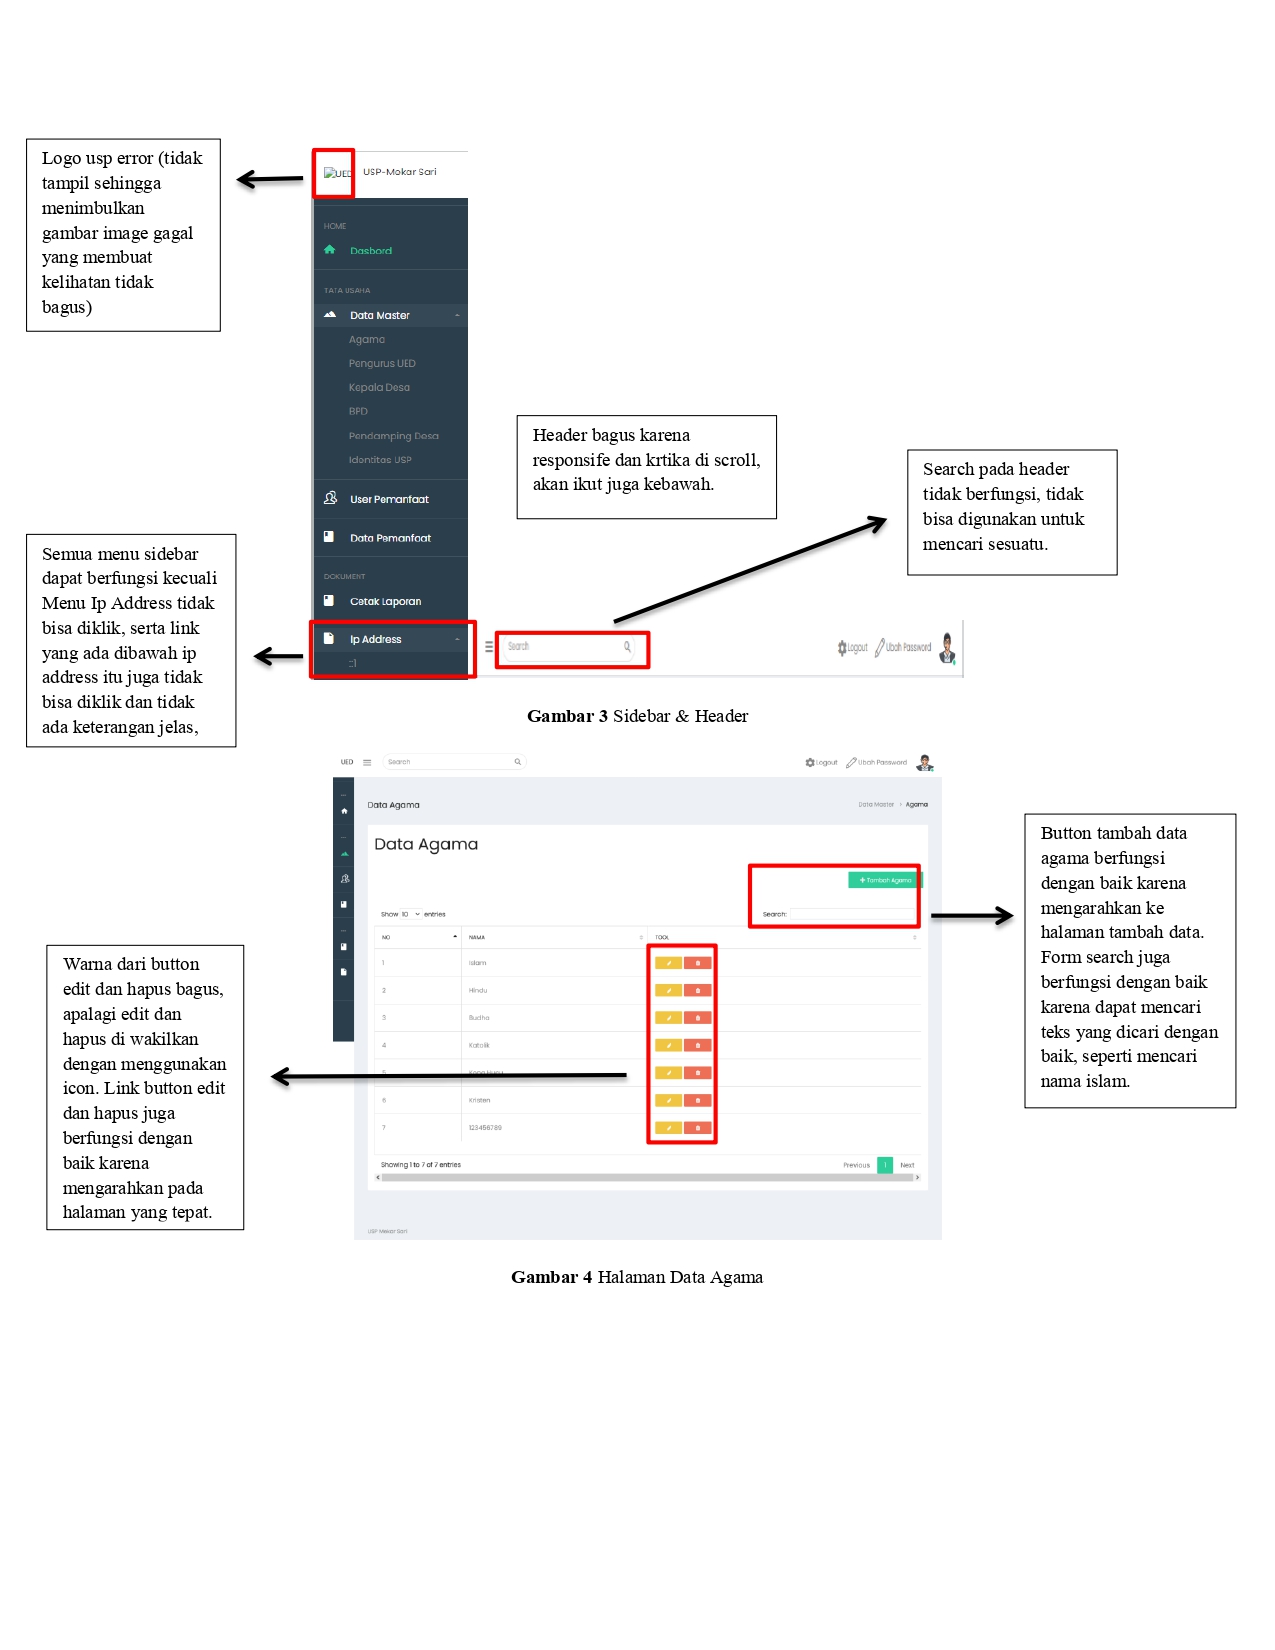 Logo usp error (tidak
tampil sehingga
menimbulkan
gambar image gagal
yang membuat
kelihatan tidak
bagus)
UED
USP-Mekar Sari
HOME
Dasbord
TATA USAHA
Data Master
Agama
Pengurus UED
Kepala Desa
BPD
Pendamping Desa
Identitas USP
User Pemanfaat
Data Pemanfaat
DOKUMENT
Cetak Laporan
Ip Address
::1
Header bagus karena
responsife dan krtika di scroll,
akan ikut juga kebawah.
Search pada header
tidak berfungsi, tidak
bisa digunakan untuk
mencari sesuatu.
Semua menu sidebar
dapat berfungsi kecuali
Menu Ip Address tidak
bisa diklik, serta link
yang ada dibawah ip
address itu juga tidak
bisa diklik dan tidak
ada keterangan jelas,
Search
Logout
Ubah Password
Gambar 3 Sidebar & Header
UED
Search
Logout
Ubah Password
Data Agama
Data Master > Agama
Data Agama
+ Tambah Agama
Show 10 entries
Search:
NO NAMA TOOL
1 Islam
2 Hindu
3 Budha
4 Katolik
5
6 Kristen
7 123456789
Showing 1 to 7 of 7 entries
Previous 1 Next
USP Mekar Sari
Button tambah data
agama berfungsi
dengan baik karena
mengarahkan ke
halaman tambah data.
Form search juga
berfungsi dengan baik
karena dapat mencari
teks yang dicari dengan
baik, seperti mencari
nama islam.
Warna dari button
edit dan hapus bagus,
apalagi edit dan
hapus di wakilkan
dengan menggunakan
icon. Link button edit
dan hapus juga
berfungsi dengan
baik karena
mengarahkan pada
halaman yang tepat.
Gambar 4 Halaman Data Agama